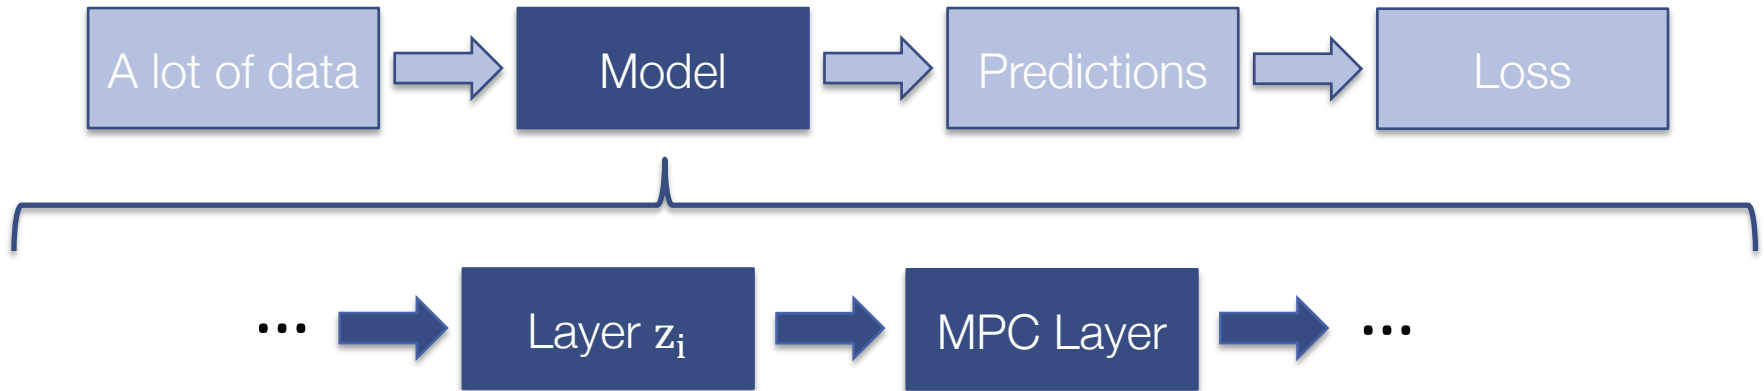 A lot of data
Model
Predictions
Loss
...
Layer zᵢ
MPC Layer
...